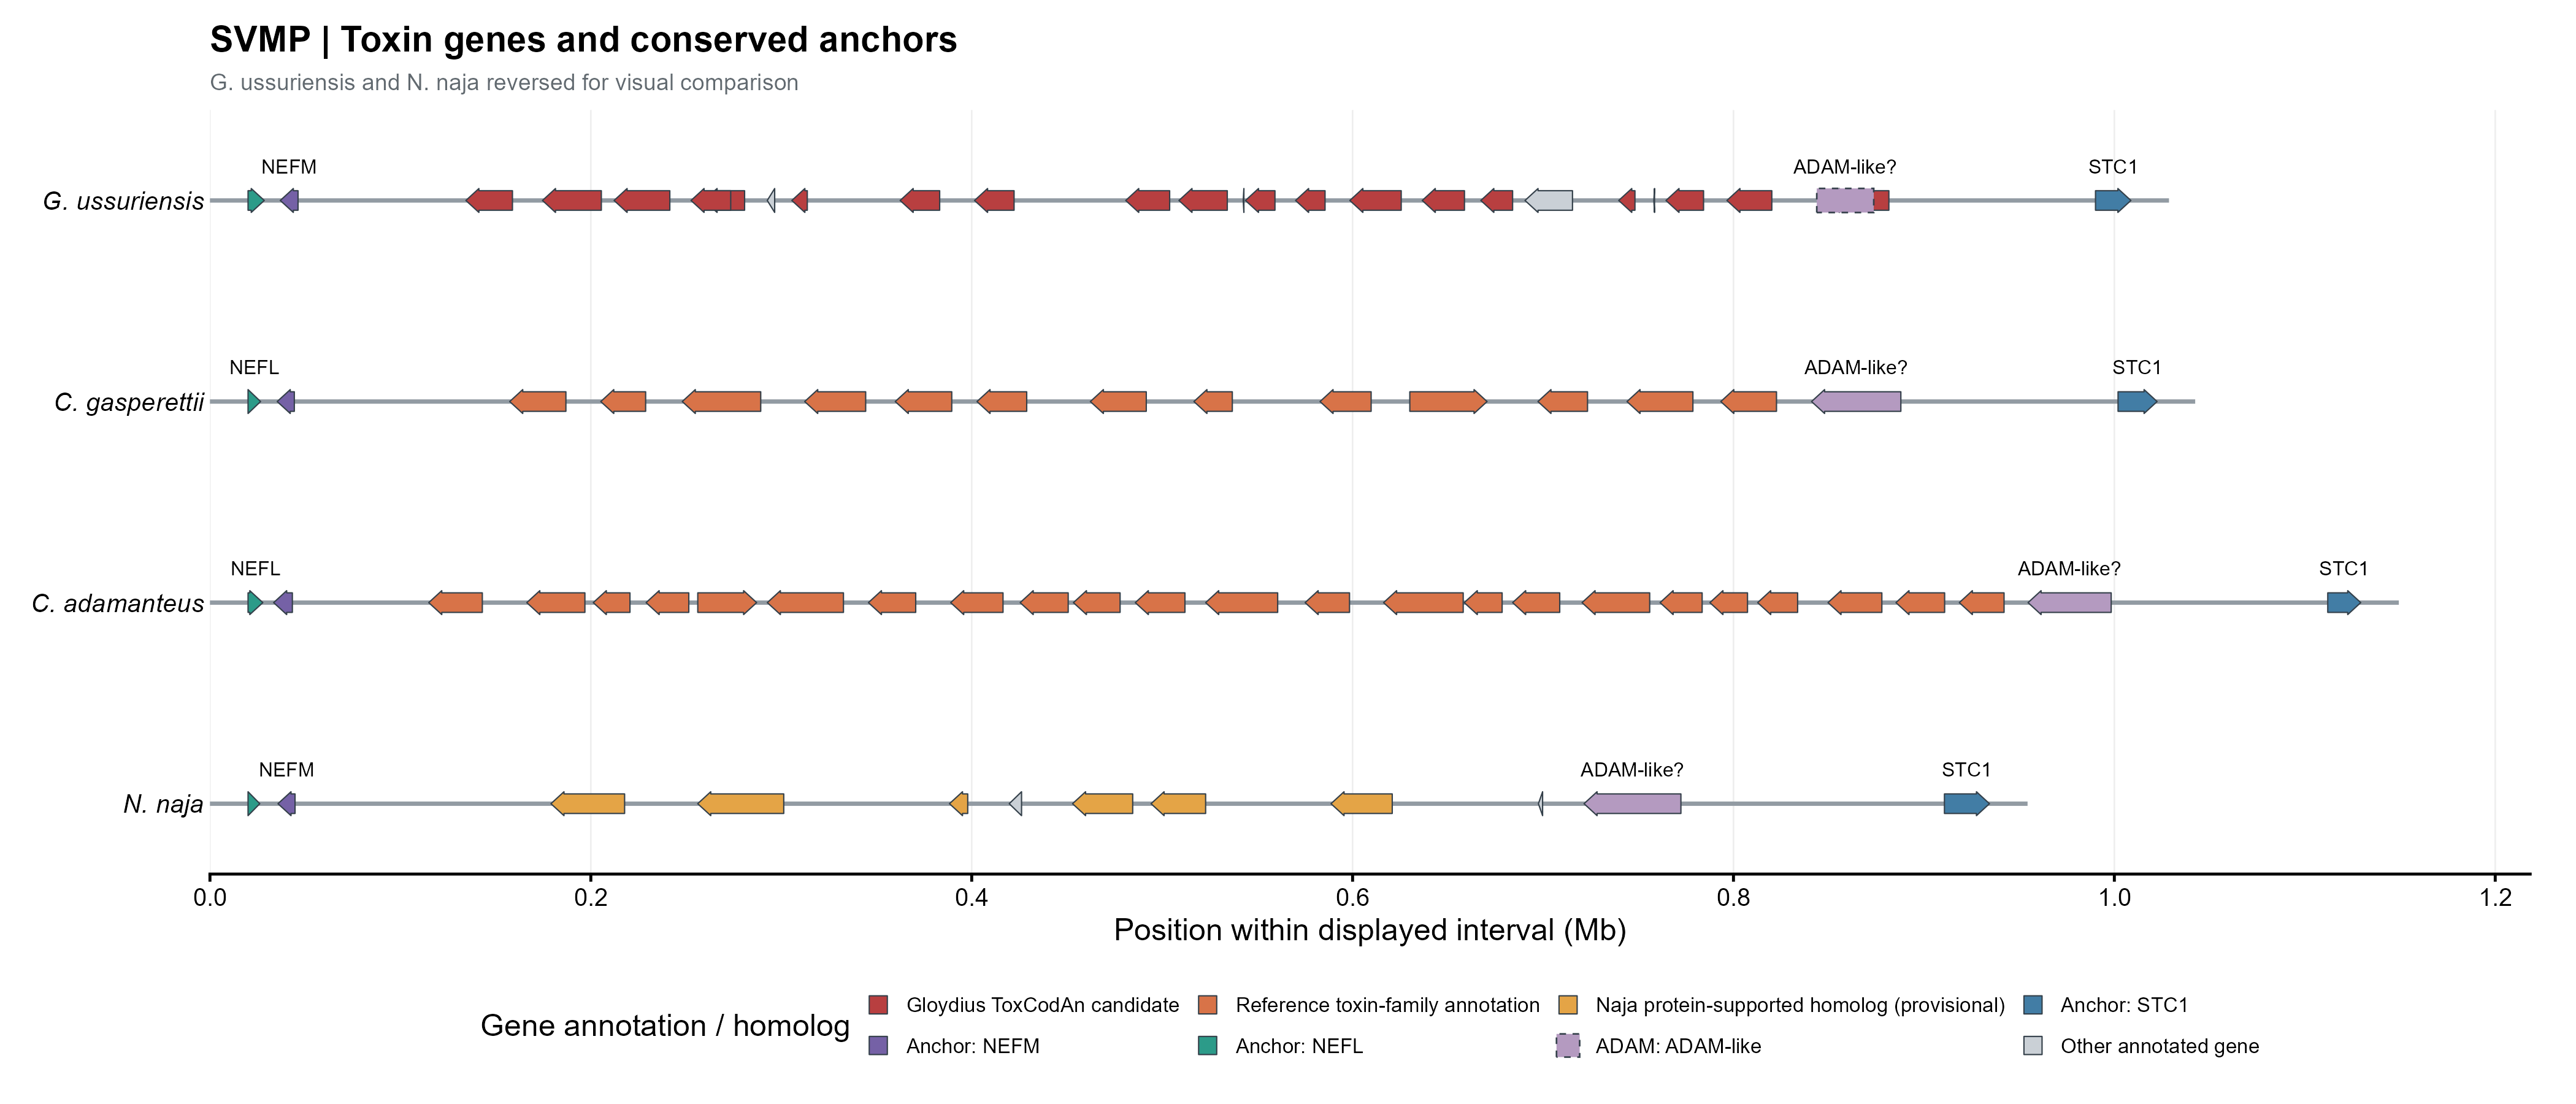 SVMP | Toxin genes and conserved anchors
G. ussuriensis and N. naja reversed for visual comparison
NEFM ADAM-like? STC1
G. ussuriensis
NEFL ADAM-like? STC1
C. gasperettii
NEFL ADAM-like? STC1
C. adamanteus
NEFM ADAM-like? STC1
N. naja
0.0 0.2 0.4 0.6 0.8 1.0 1.2
Position within displayed interval (Mb)
Gene annotation / homolog
Gloydius ToxCodAn candidate Reference toxin-family annotation Naja protein-supported homolog (provisional) Anchor: STC1
Anchor: NEFM Anchor: NEFL ADAM: ADAM-like Other annotated gene